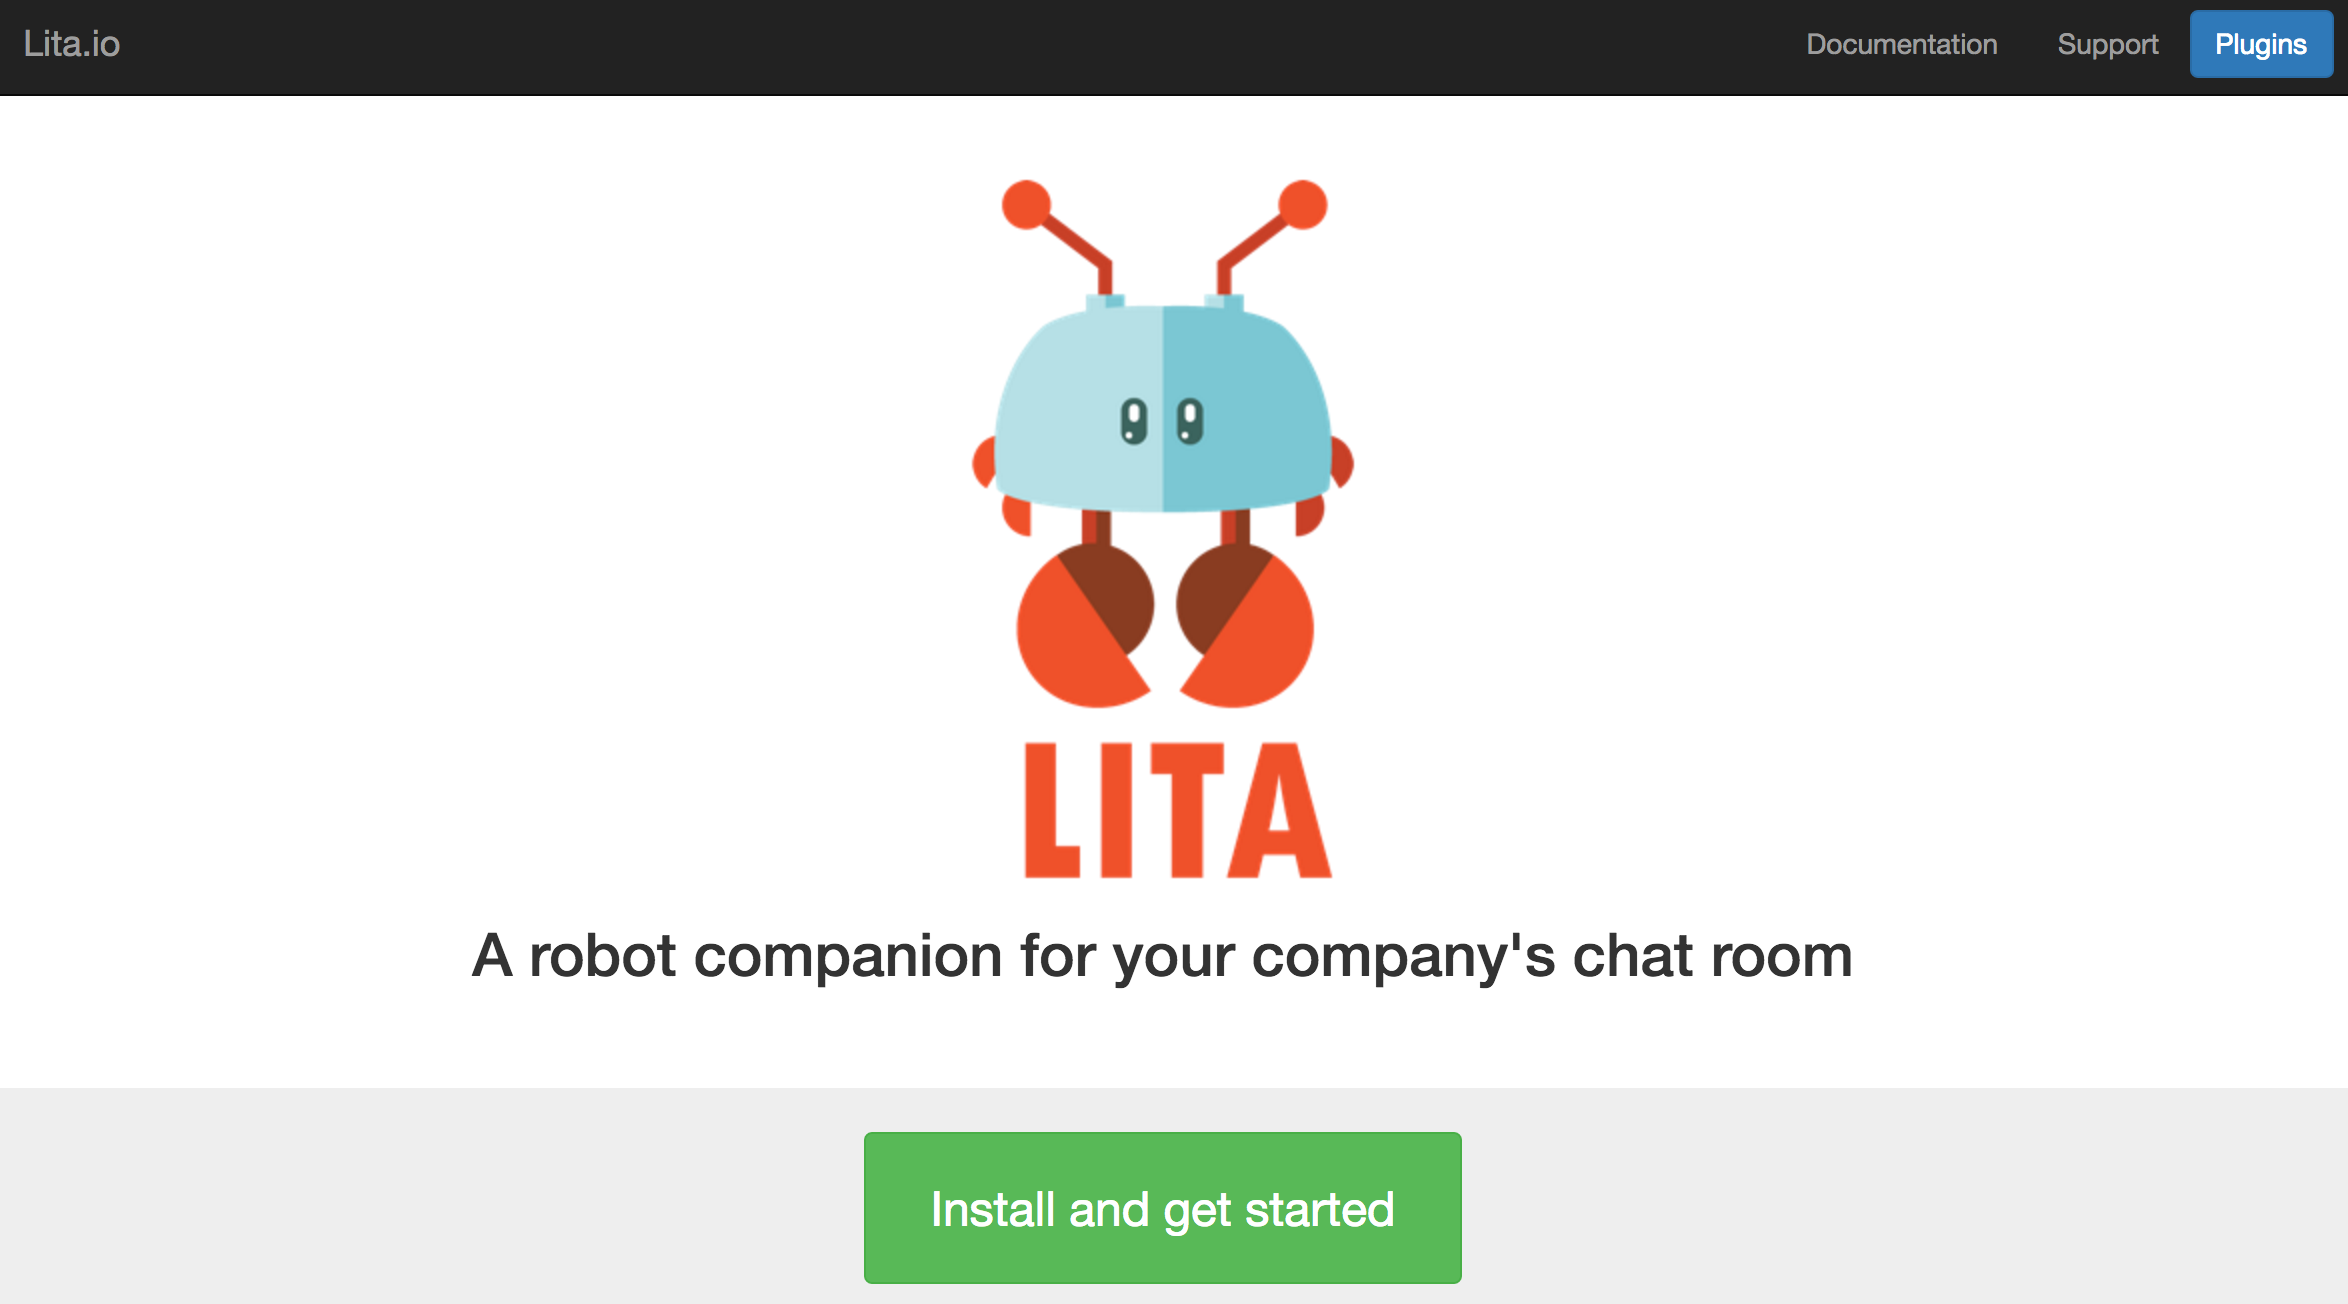 Lita.io Documentation Support Plugins
LITA
A robot companion for your company's chat room
Install and get started